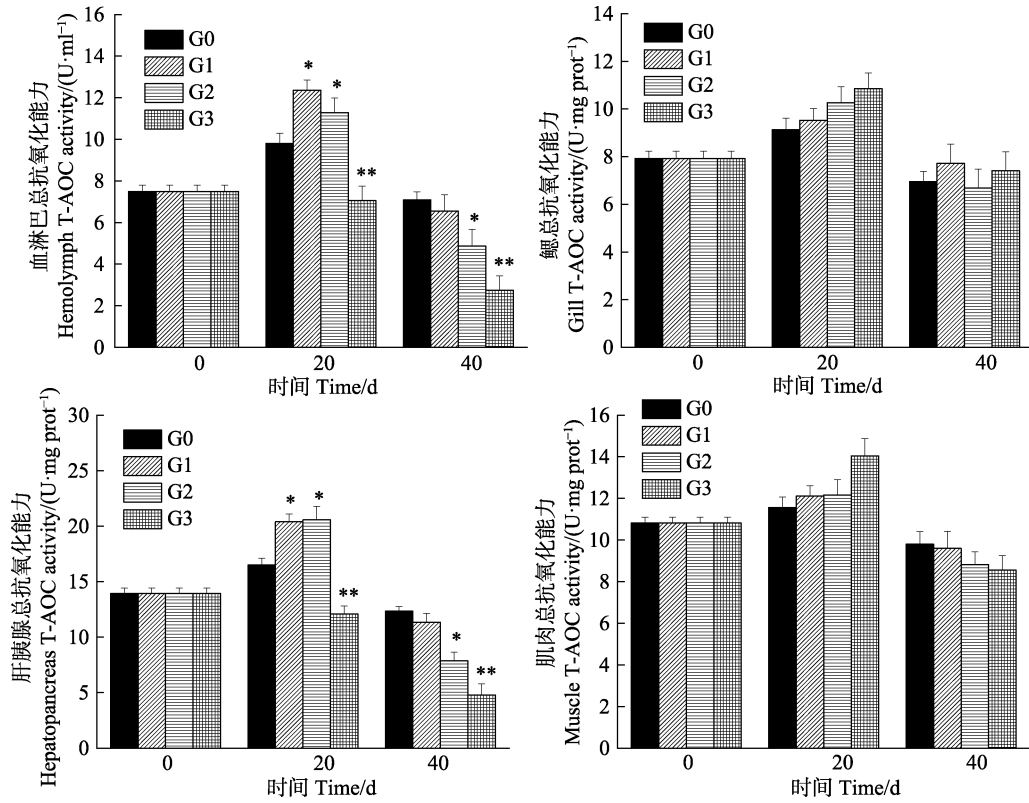 血淋巴总抗氧化能力
Hemolymph T-AOC activity/(U·ml⁻¹)
16
14
12
10
8
6
4
2
0
G0
G1
G2
G3
*
*
**
*
**
0
20
40
时间 Time/d
鳃总抗氧化能力
Gill T-AOC activity/(U·mg prot⁻¹)
14
12
10
8
6
4
2
0
G0
G1
G2
G3
0
20
40
时间 Time/d
肝胰腺总抗氧化能力
Hepatopancreas T-AOC activity/(U·mg prot⁻¹)
30
25
20
15
10
5
0
G0
G1
G2
G3
*
*
**
*
**
0
20
40
时间 Time/d
肌肉总抗氧化能力
Muscle T-AOC activity/(U·mg prot⁻¹)
16
14
12
10
8
6
4
2
0
G0
G1
G2
G3
0
20
40
时间 Time/d